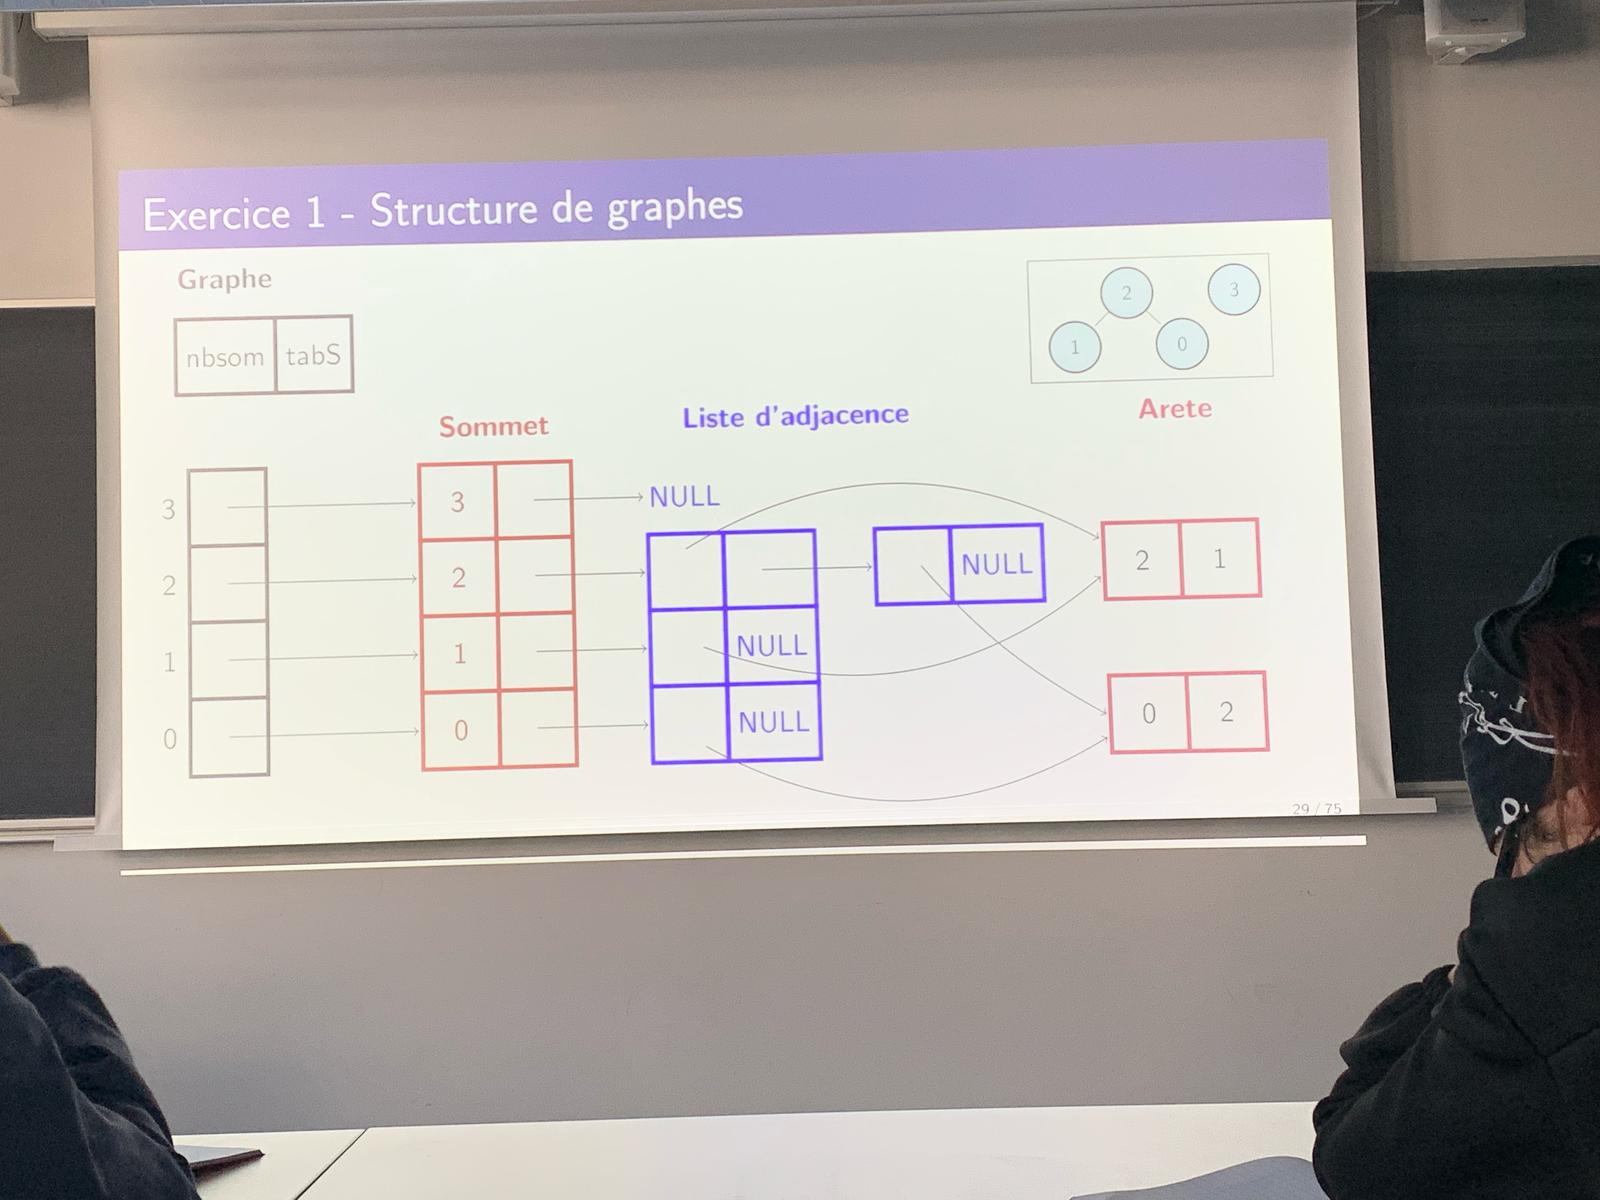 Exercice 1 - Structure de graphes
Graphe
nbsom tabS
2 3
1 0
Sommet
Liste d'adjacence
Arete
3 3 NULL
2 2 NULL 2 1
1 1 NULL
0 0 NULL 0 2
29 / 75